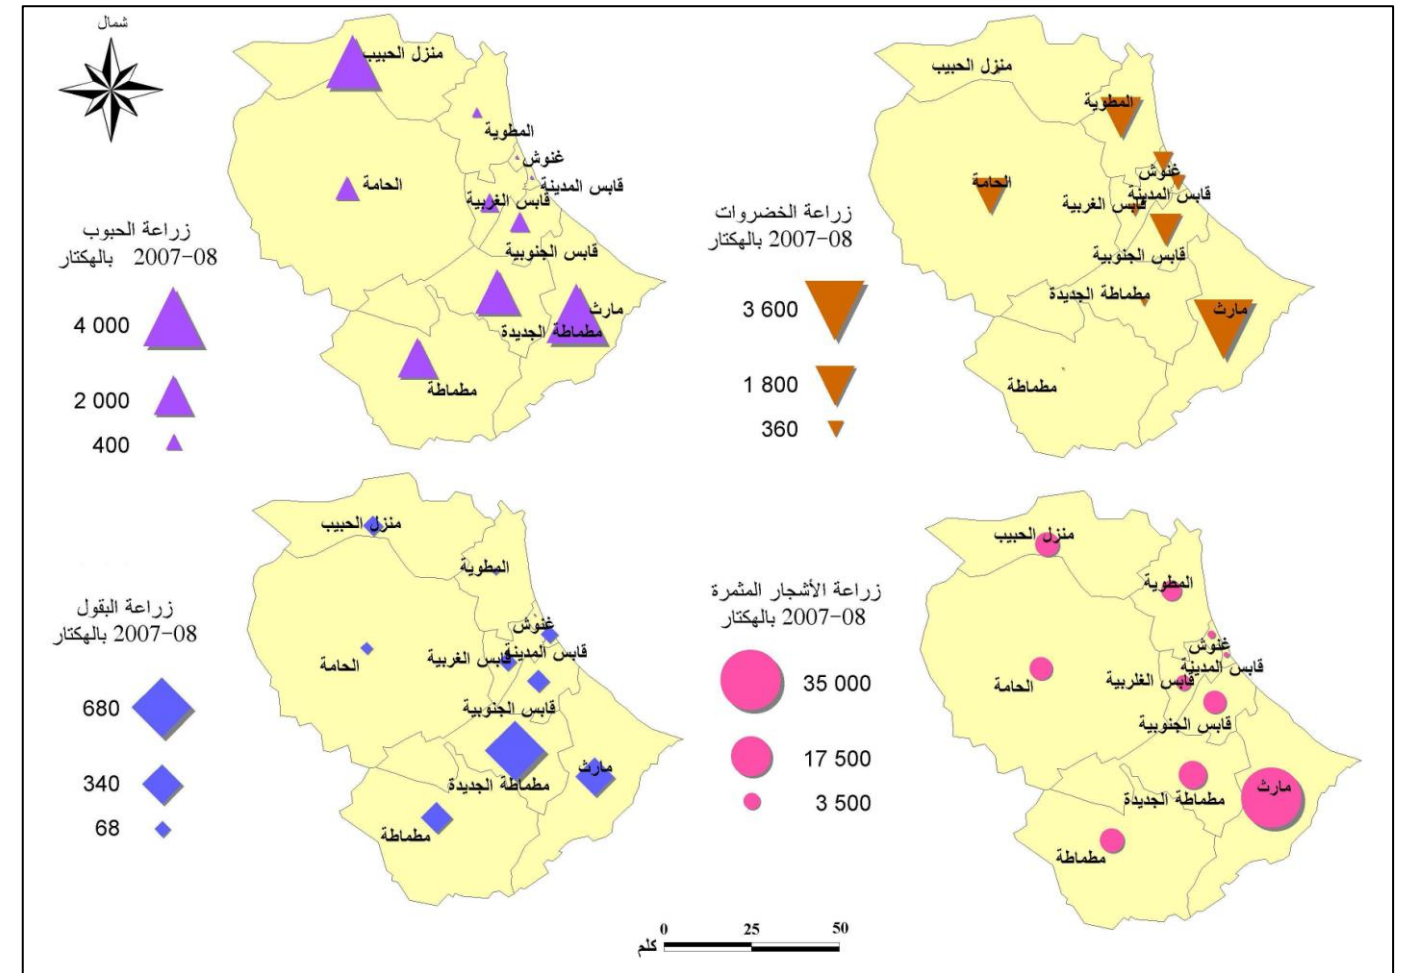 شمال
منزل الحبيب
المطوية
غنوش
قابس المدينة
الحامة
قابس الغربية
قابس الجنوبية
مارث
مطماطة الجديدة
مطماطة
زراعة الحبوب
2007-08 بالهكتار
4 000
2 000
400
منزل الحبيب
المطوية
غنوش
الحامة
قابس المدينة
قابس الغربية
قابس الجنوبية
مطماطة الجديدة
مارث
مطماطة
زراعة الخضروات
2007-08 بالهكتار
3 600
1 800
360
منزل الحبيب
المطوية
غنوش
قابس المدينة
قابس الغربية
الحامة
قابس الجنوبية
مارث
مطماطة الجديدة
مطماطة
زراعة البقول
2007-08 بالهكتار
680
340
68
منزل الحبيب
المطوية
غنوش
قابس المدينة
قابس الغلربية
الحامة
قابس الجنوبية
مارث
مطماطة الجديدة
مطماطة
زراعة الأشجار المثمرة
2007-08 بالهكتار
35 000
17 500
3 500
0 25 50
كلم